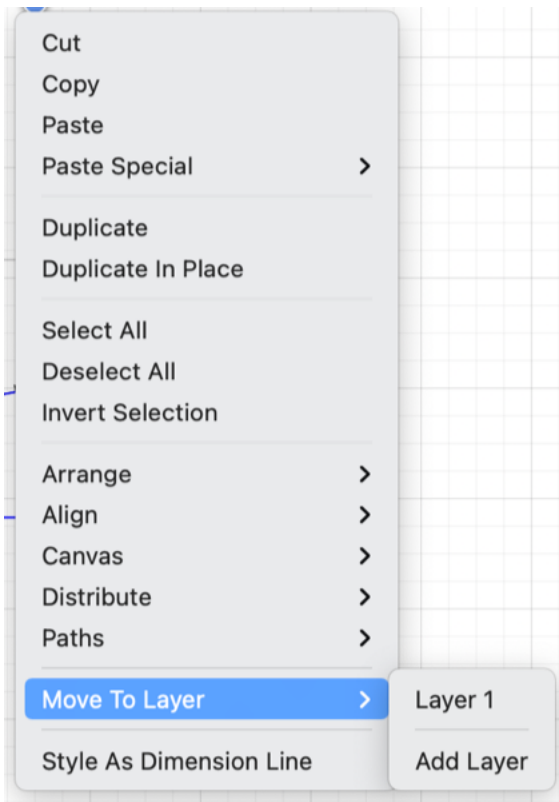 Cut
Copy
Paste
Paste Special
Duplicate
Duplicate In Place
Select All
Deselect All
Invert Selection
Arrange
Align
Canvas
Distribute
Paths
Move To Layer
Layer 1
Style As Dimension Line
Add Layer